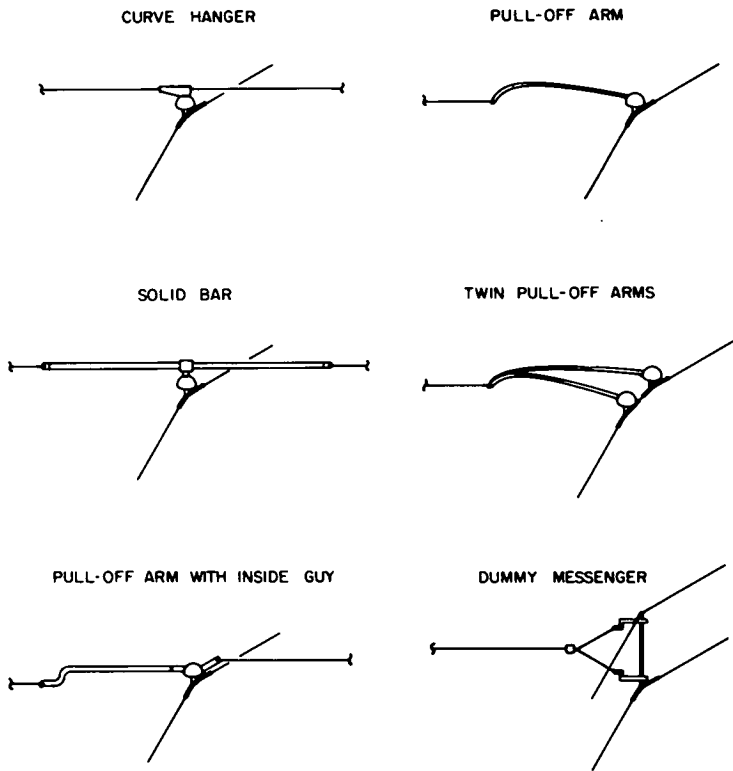 CURVE HANGER
PULL-OFF ARM
SOLID BAR
TWIN PULL-OFF ARMS
PULL-OFF ARM WITH INSIDE GUY
DUMMY MESSENGER